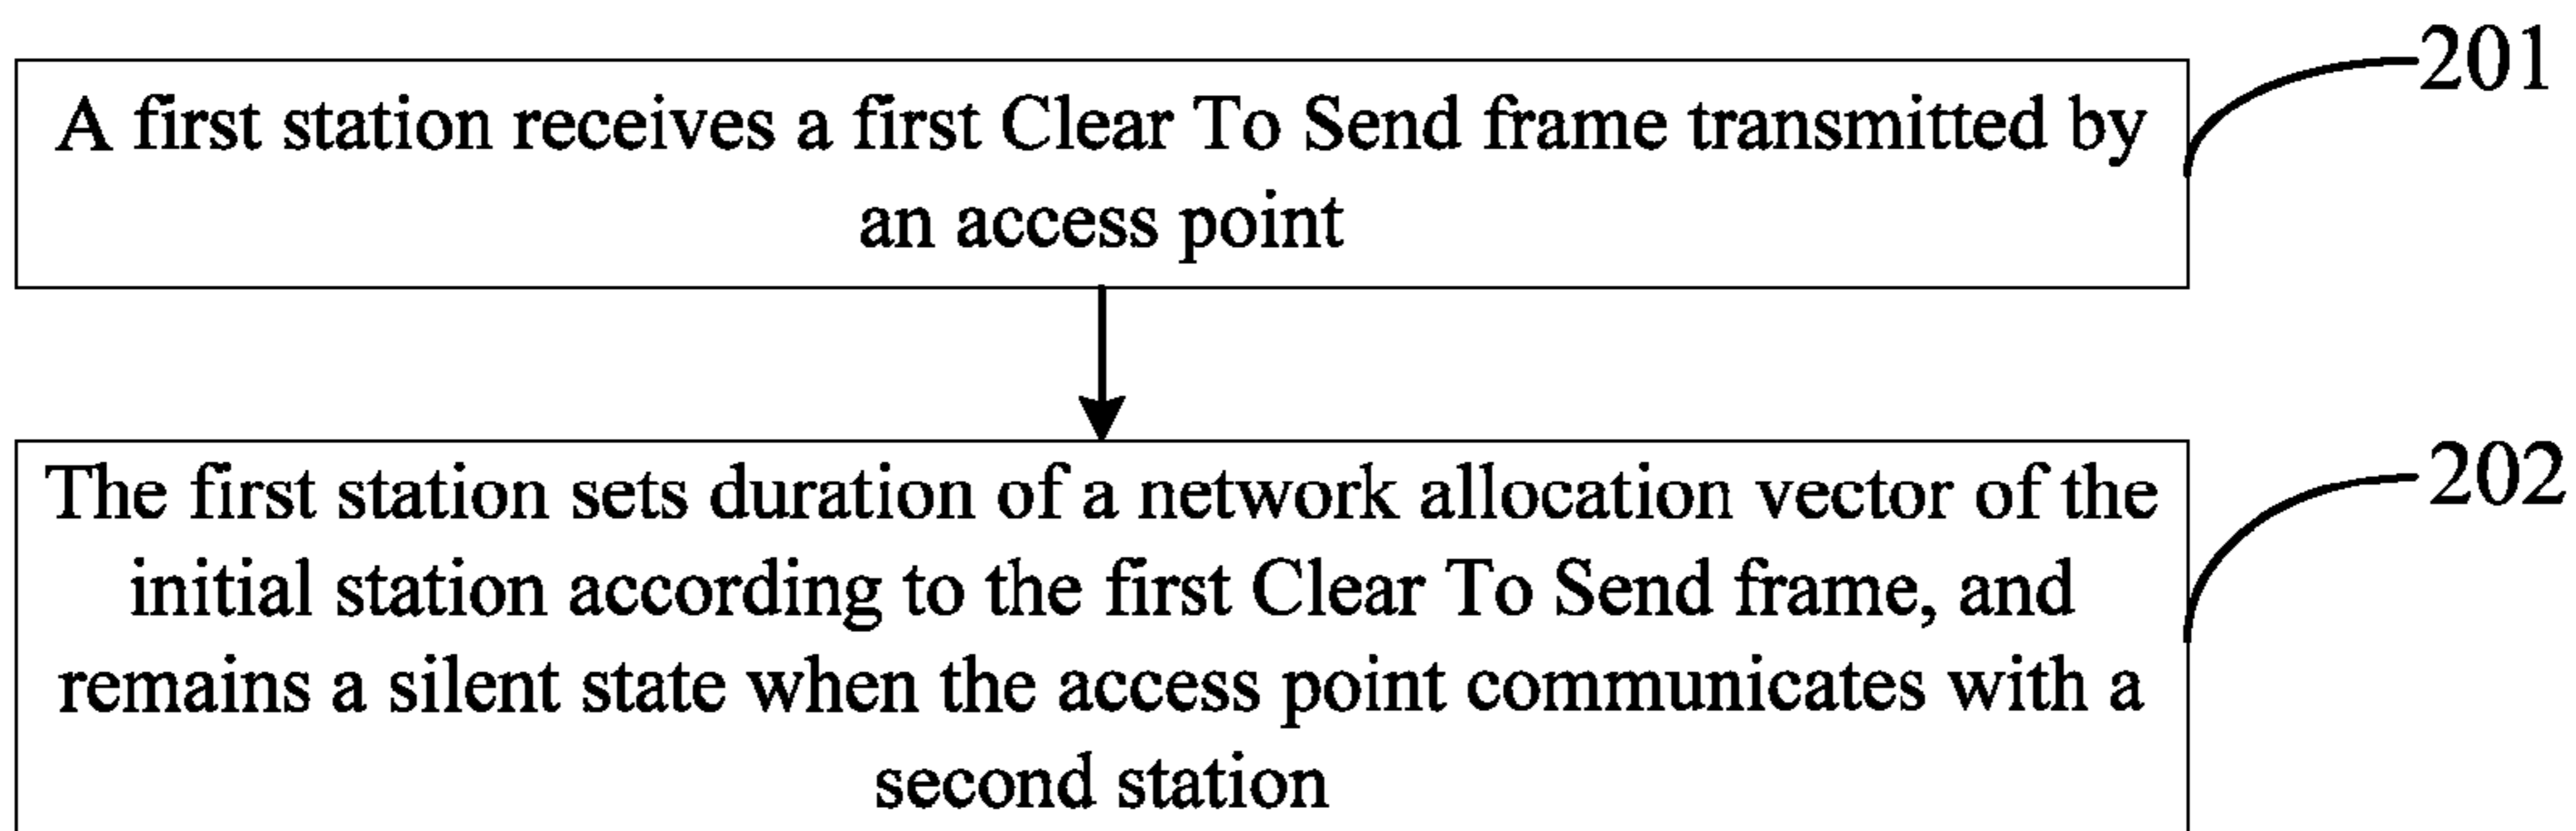 201
A first station receives a first Clear To Send frame transmitted by
an access point
202
The first station sets duration of a network allocation vector of the
initial station according to the first Clear To Send frame, and
remains a silent state when the access point communicates with a
second station